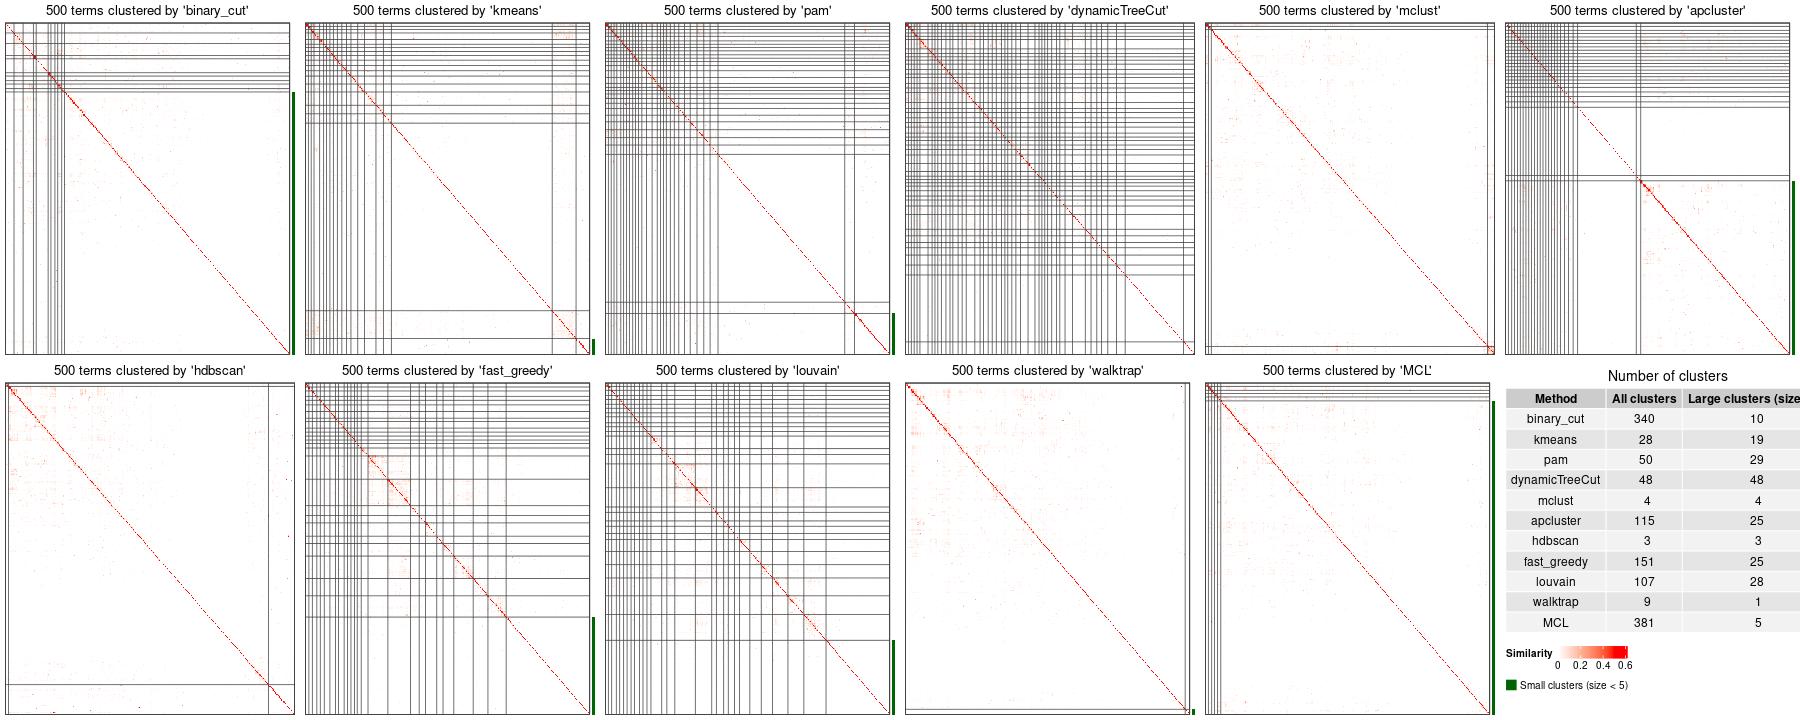 500 terms clustered by 'binary_cut'
500 terms clustered by 'kmeans'
500 terms clustered by 'pam'
500 terms clustered by 'dynamicTreeCut'
500 terms clustered by 'mclust'
500 terms clustered by 'apcluster'
500 terms clustered by 'hdbscan'
500 terms clustered by 'fast_greedy'
500 terms clustered by 'louvain'
500 terms clustered by 'walktrap'
500 terms clustered by 'MCL'
Number of clusters
Method All clusters Large clusters (size
binary_cut 340 10
kmeans 28 19
pam 50 29
dynamicTreeCut 48 48
mclust 4 4
apcluster 115 25
hdbscan 3 3
fast_greedy 151 25
louvain 107 28
walktrap 9 1
MCL 381 5
Similarity
0 0.2 0.4 0.6
Small clusters (size < 5)